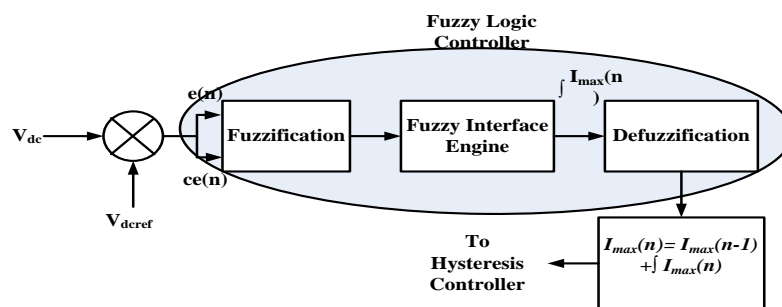 Fuzzy Logic
Controller
e(n)
∫ I_max(n
)
V_dc
Fuzzification
Fuzzy Interface
Engine
Defuzzification
ce(n)
V_dcref
To
Hysteresis
Controller
I_max(n)= I_max(n-1)
+∫ I_max(n)